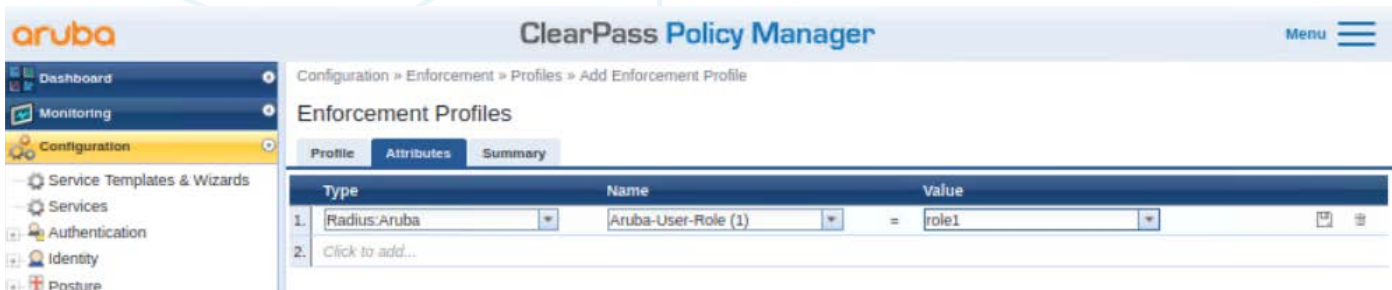 aruba
ClearPass Policy Manager
Menu
Dashboard
Monitoring
Configuration
Service Templates & Wizards
Services
Authentication
Identity
Posture
Configuration » Enforcement » Profiles » Add Enforcement Profile
Enforcement Profiles
Profile Attributes Summary
Type Name Value
1. Radius:Aruba Aruba-User-Role (1) = role1
2. Click to add...